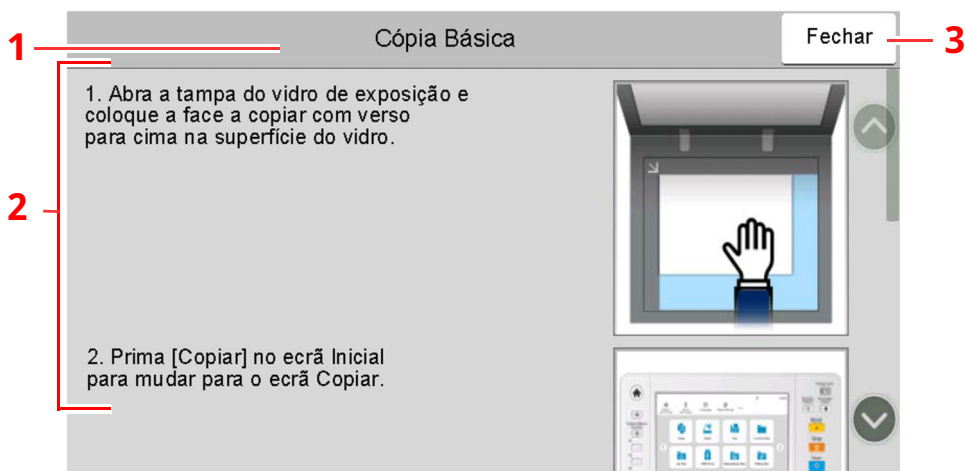 1
Cópia Básica
Fechar
3
2
1. Abra a tampa do vidro de exposição e
coloque a face a copiar com verso
para cima na superfície do vidro.
2. Prima [Copiar] no ecrã Inicial
para mudar para o ecrã Copiar.